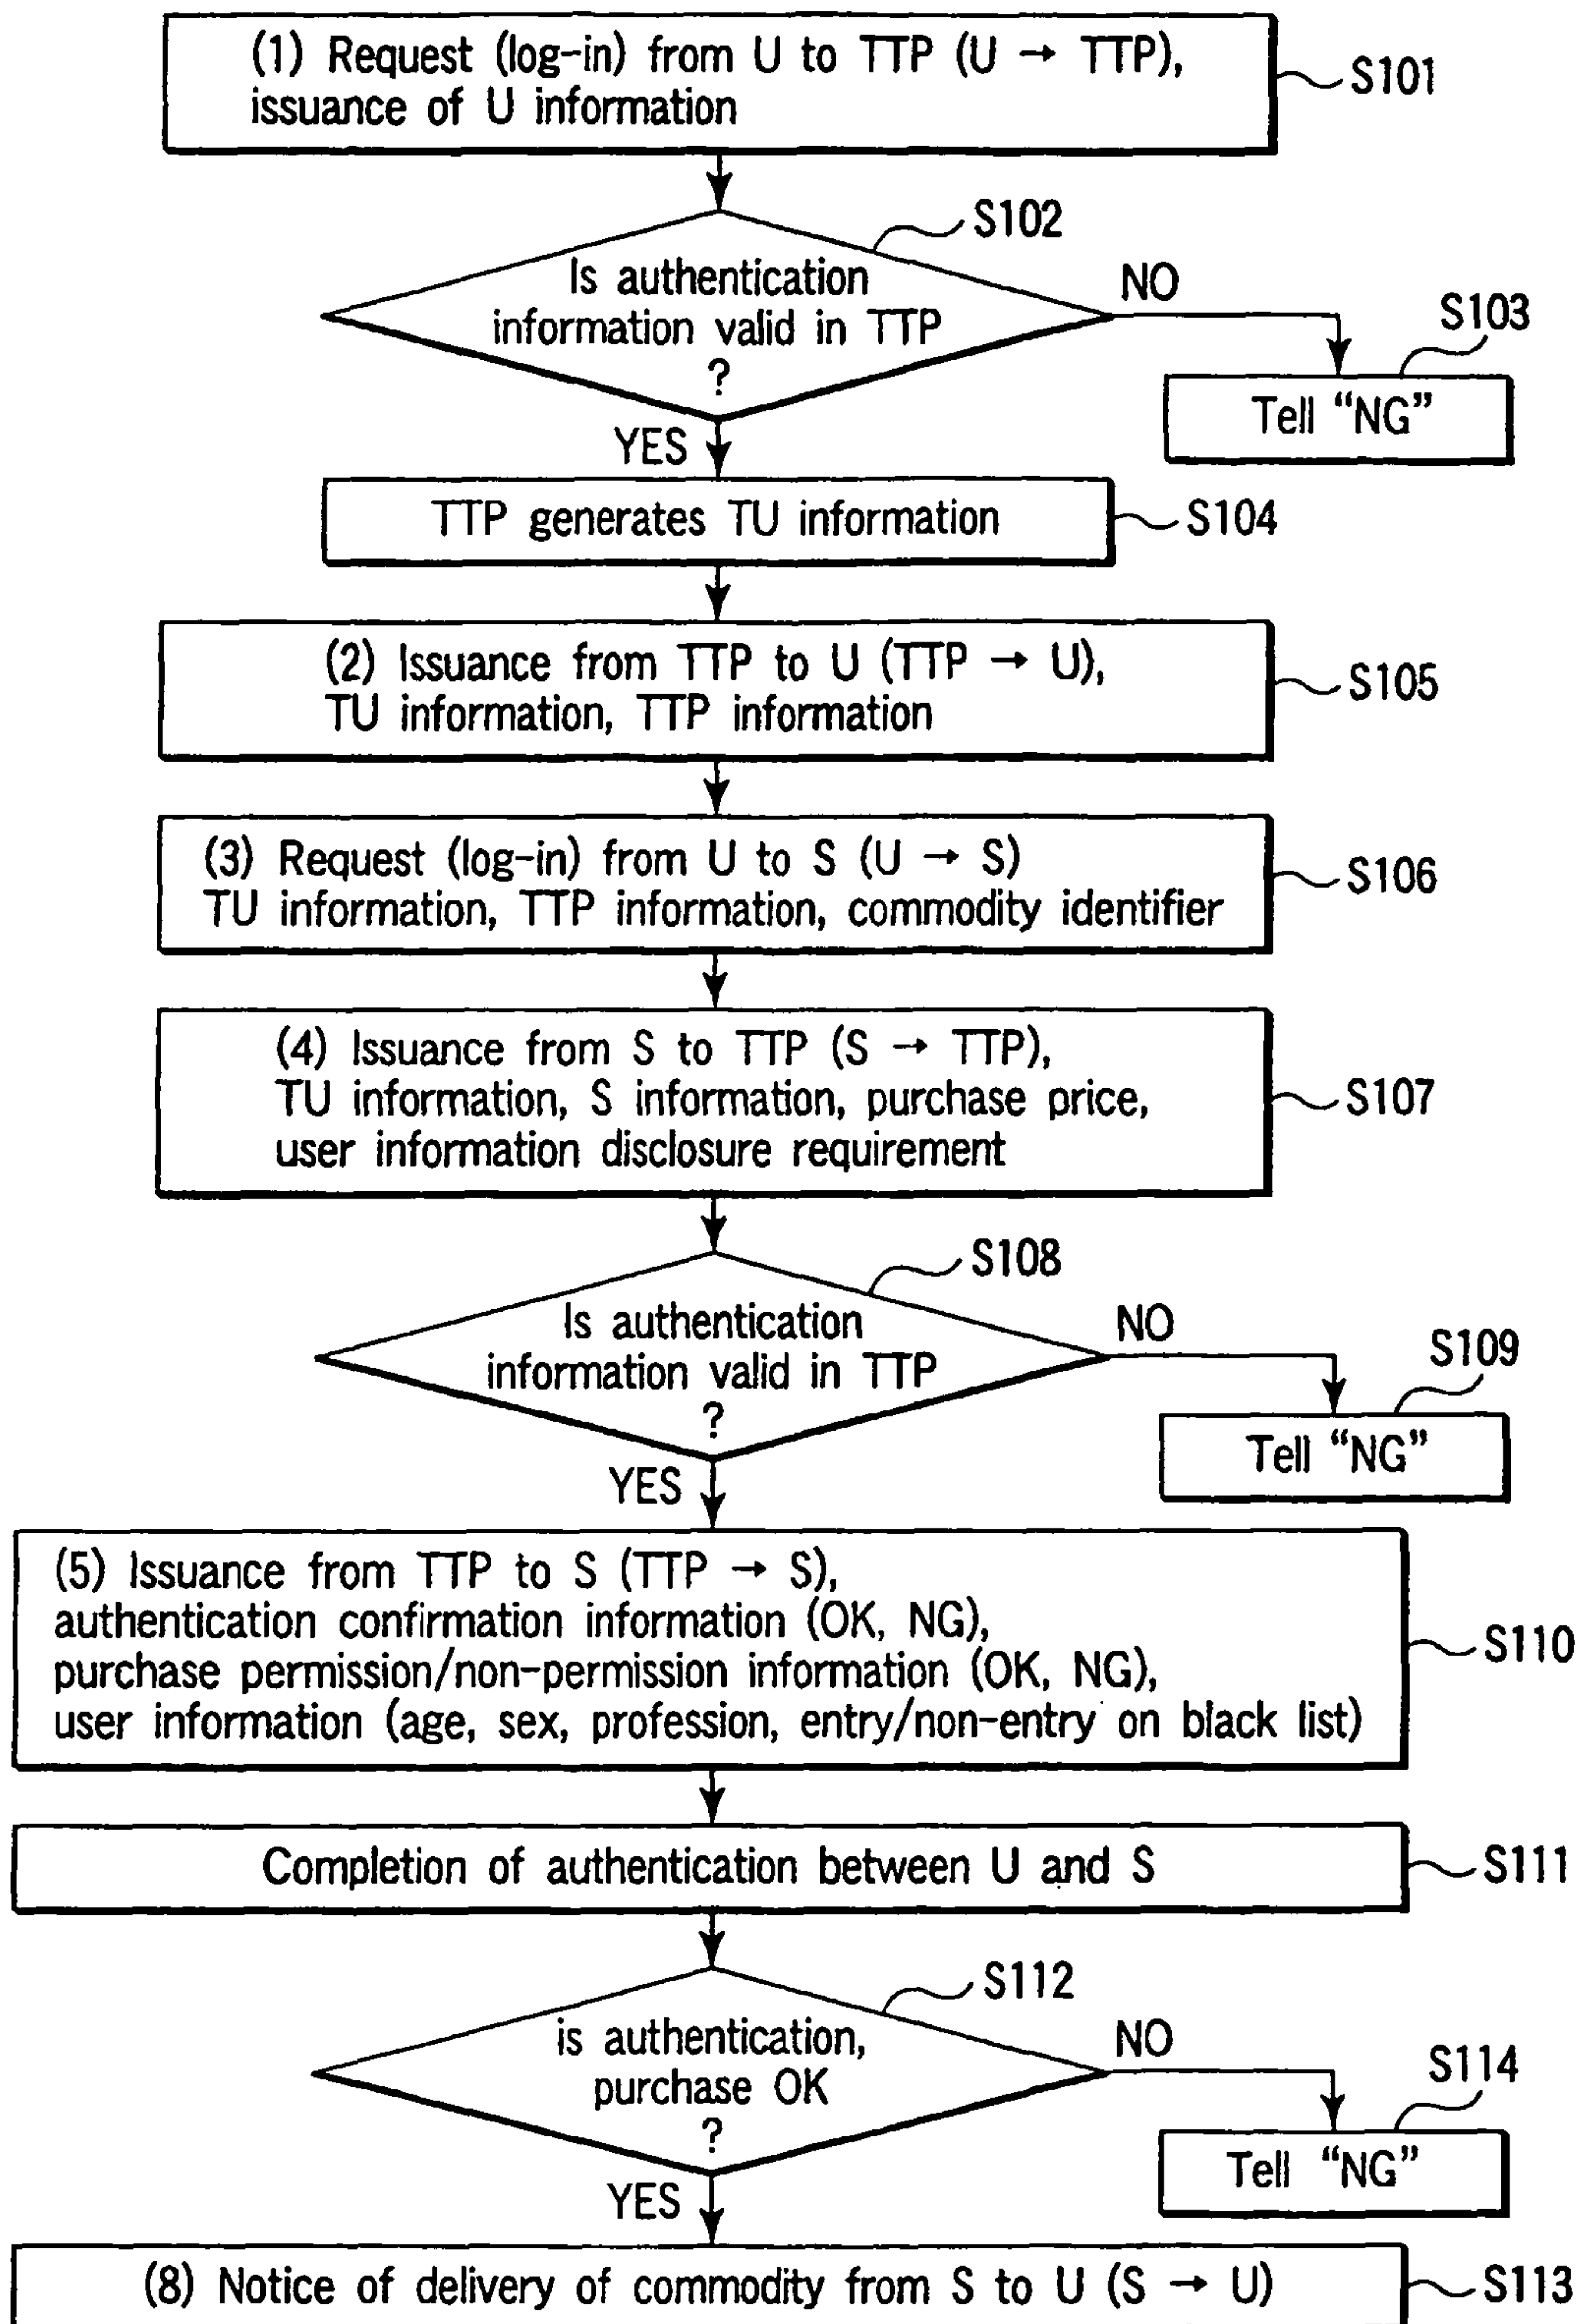 (1) Request (log-in) from U to TTP (U → TTP),
issuance of U information
S101
S102
Is authentication
information valid in TTP
?
NO
S103
Tell “NG”
YES
TTP generates TU information
S104
(2) Issuance from TTP to U (TTP → U),
TU information, TTP information
S105
(3) Request (log-in) from U to S (U → S)
TU information, TTP information, commodity identifier
S106
(4) Issuance from S to TTP (S → TTP),
TU information, S information, purchase price,
user information disclosure requirement
S107
S108
Is authentication
information valid in TTP
?
NO
S109
Tell “NG”
YES
(5) Issuance from TTP to S (TTP → S),
authentication confirmation information (OK, NG),
purchase permission/non-permission information (OK, NG),
user information (age, sex, profession, entry/non-entry on black list)
S110
Completion of authentication between U and S
S111
S112
is authentication,
purchase OK
?
NO
S114
Tell “NG”
YES
(8) Notice of delivery of commodity from S to U (S → U)
S113